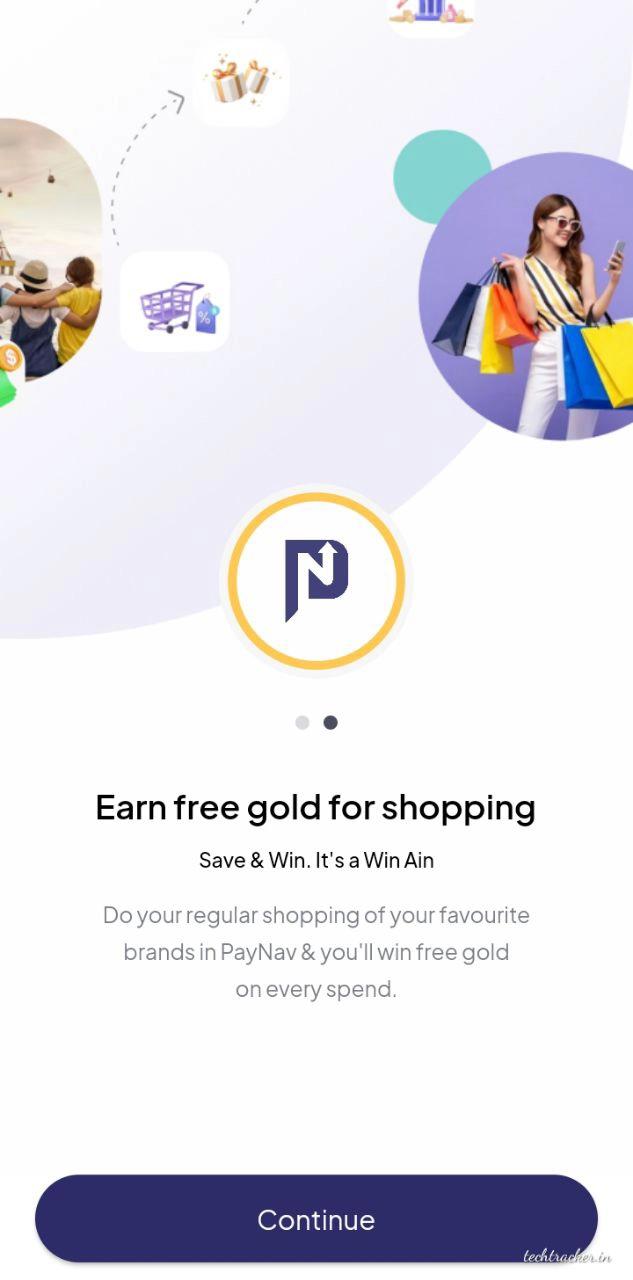 %
$
Earn free gold for shopping
Save & Win. It's a Win Ain
Do your regular shopping of your favourite
brands in PayNav & you'll win free gold
on every spend.
Continue
techtracker.in